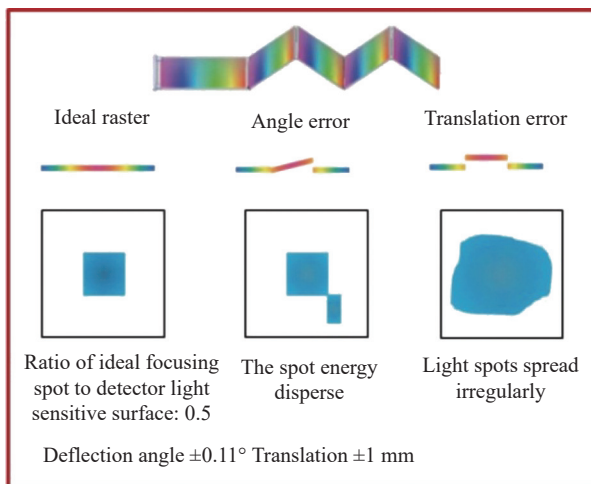 Ideal raster
Angle error
Translation error
Ratio of ideal focusing
spot to detector light
sensitive surface: 0.5
The spot energy
disperse
Light spots spread
irregularly
Deflection angle ±0.11° Translation ±1 mm